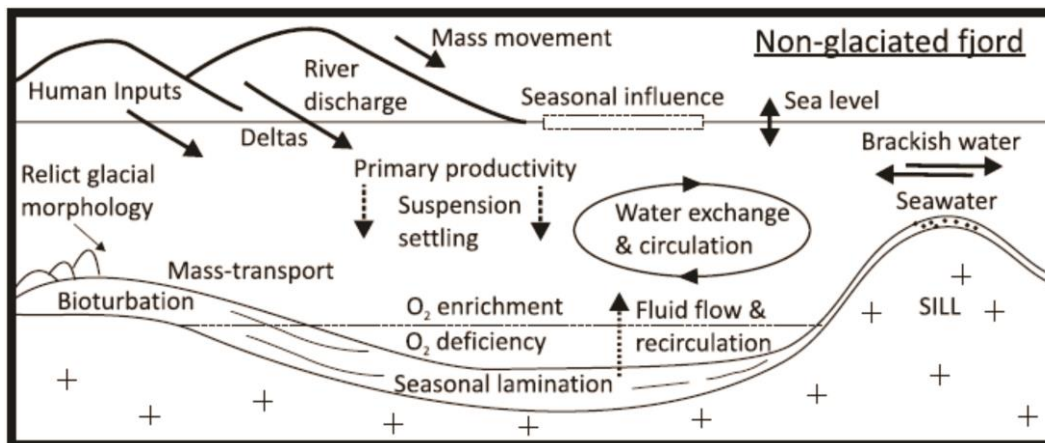 Non-glaciated fjord
Mass movement
River
discharge
Human Inputs
Seasonal influence
Sea level
Deltas
Brackish water
Primary productivity
Relict glacial
morphology
Suspension
settling
Water exchange
& circulation
Seawater
Mass-transport
Bioturbation
O₂ enrichment
Fluid flow &
recirculation
SILL
O₂ deficiency
Seasonal lamination